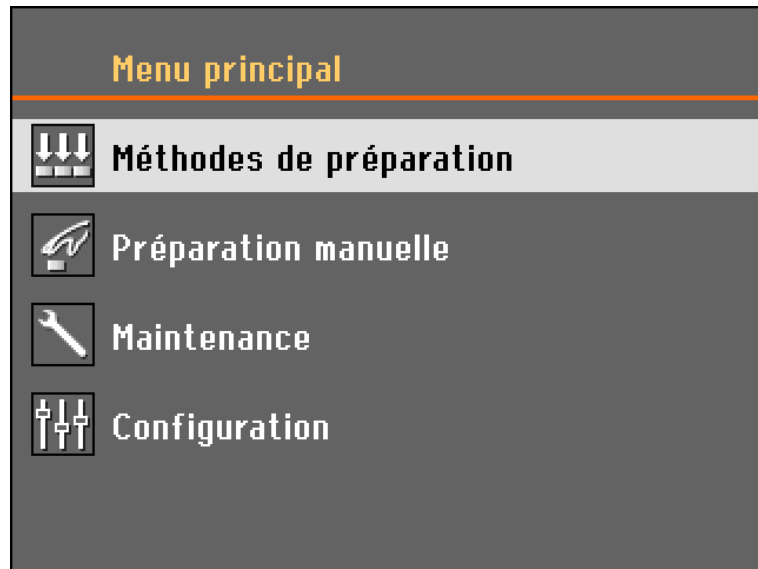 Menu principal
Méthodes de préparation
Préparation manuelle
Maintenance
Configuration